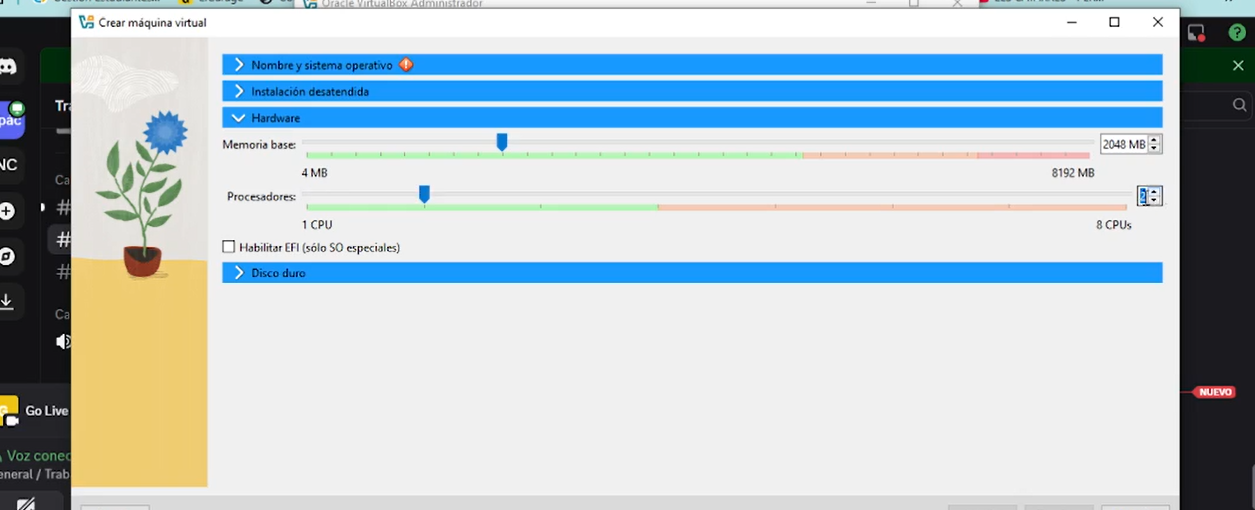 Oracle VirtualBox Administrador
Crear máquina virtual
Nombre y sistema operativo
Instalación desatendida
Hardware
Memoria base:
2048 MB
4 MB
8192 MB
Procesadores:
2
1 CPU
8 CPUs
Habilitar EFI (sólo SO especiales)
Disco duro
Tra
pac
NC
Ca
#
#
#
Ca
NUEVO
Go Live
Voz conec
eneral / Trab